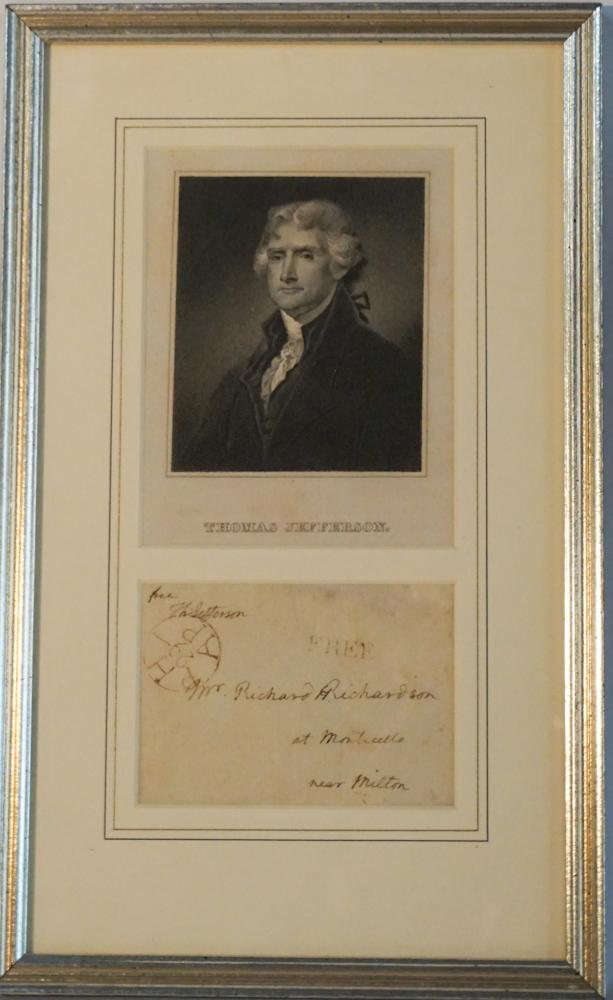 THOMAS JEFFERSON.
free
Th: Jefferson
FREE
Mr. Richard Richardson
at Monticello
near Milton